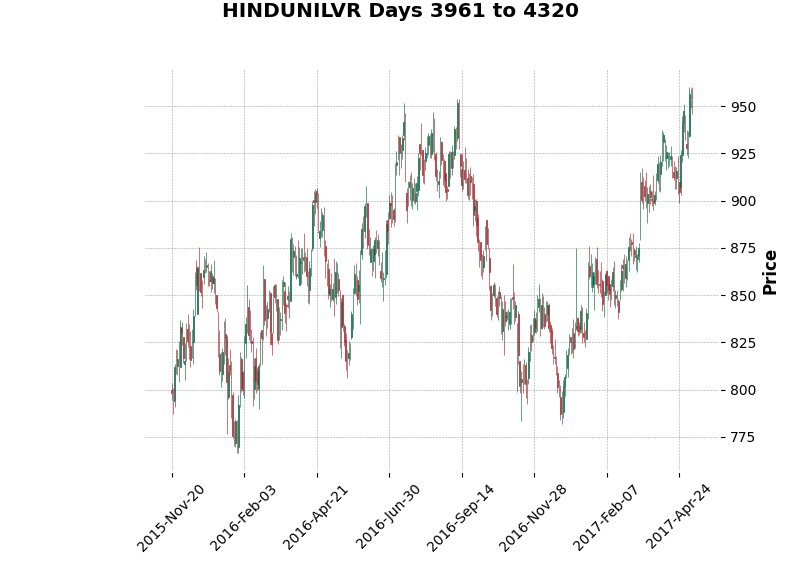 HINDUNILVR Days 3961 to 4320
950
925
900
875
850
825
800
775
Price
2015-Nov-20
2016-Feb-03
2016-Apr-21
2016-Jun-30
2016-Sep-14
2016-Nov-28
2017-Feb-07
2017-Apr-24